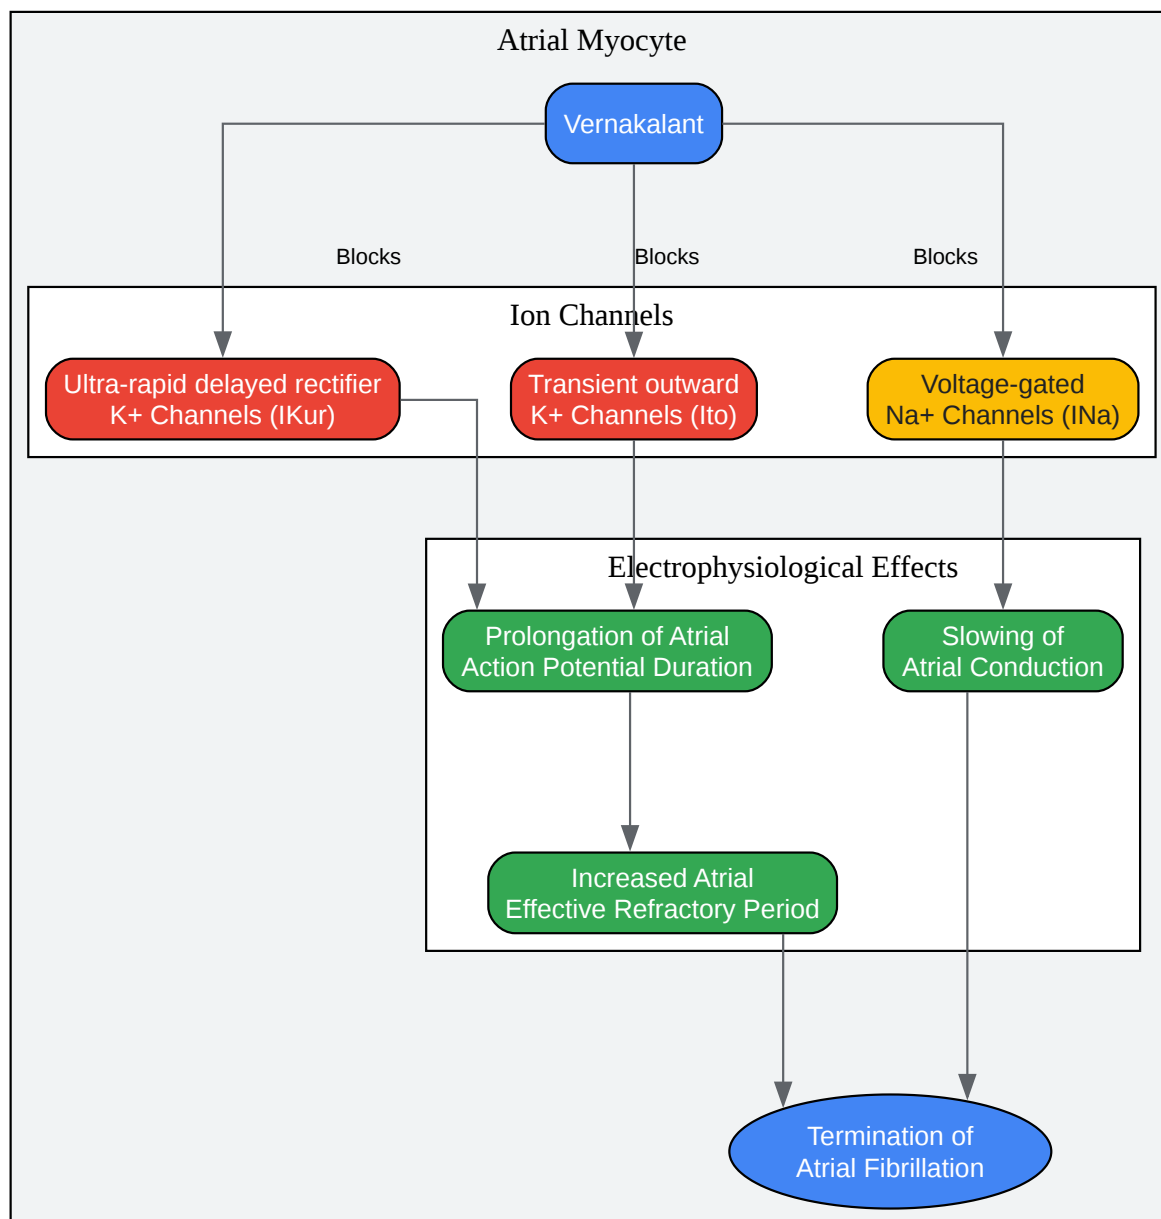 Atrial Myocyte
Vernakalant
Blocks
Blocks
Blocks
Ion Channels
Ultra-rapid delayed rectifier
K+ Channels (IKur)
Transient outward
K+ Channels (Ito)
Voltage-gated
Na+ Channels (INa)
Electrophysiological Effects
Prolongation of Atrial
Action Potential Duration
Slowing of
Atrial Conduction
Increased Atrial
Effective Refractory Period
Termination of
Atrial Fibrillation